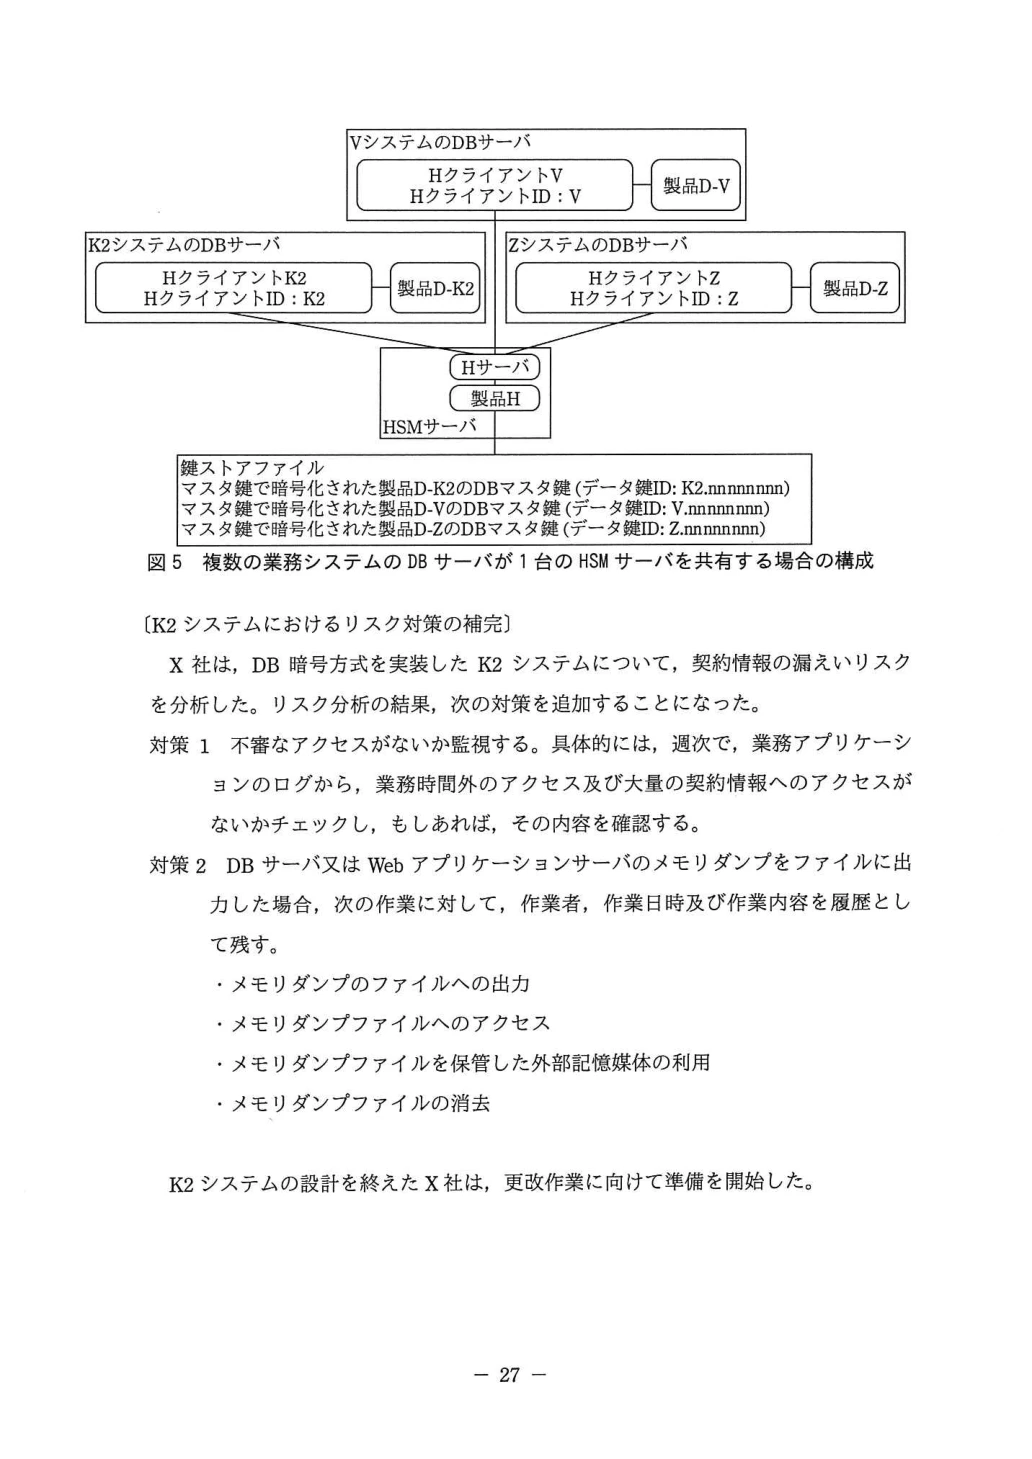 VシステムのDBサーバ
HクライアントV
HクライアントID：V
製品D-V
K2システムのDBサーバ
HクライアントK2
HクライアントID：K2
製品D-K2
ZシステムのDBサーバ
HクライアントZ
HクライアントID：Z
製品D-Z
Hサーバ
製品H
HSMサーバ
鍵ストアファイル
マスタ鍵で暗号化された製品D-K2のDBマスタ鍵 (データ鍵ID: K2.nnnnnnnn)
マスタ鍵で暗号化された製品D-VのDBマスタ鍵 (データ鍵ID: V.nnnnnnnn)
マスタ鍵で暗号化された製品D-ZのDBマスタ鍵 (データ鍵ID: Z.nnnnnnnn)
図5　複数の業務システムの DB サーバが 1 台の HSM サーバを共有する場合の構成
〔K2 システムにおけるリスク対策の補完〕
X 社は，DB 暗号方式を実装した K2 システムについて，契約情報の漏えいリスク
を分析した。リスク分析の結果，次の対策を追加することになった。
対策 1　不審なアクセスがないか監視する。具体的には，週次で，業務アプリケーシ
ョンのログから，業務時間外のアクセス及び大量の契約情報へのアクセスが
ないかチェックし，もしあれば，その内容を確認する。
対策 2　DB サーバ又は Web アプリケーションサーバのメモリダンプをファイルに出
力した場合，次の作業に対して，作業者，作業日時及び作業内容を履歴とし
て残す。
・メモリダンプのファイルへの出力
・メモリダンプファイルへのアクセス
・メモリダンプファイルを保管した外部記憶媒体の利用
・メモリダンプファイルの消去
K2 システムの設計を終えた X 社は，更改作業に向けて準備を開始した。
－ 27 －